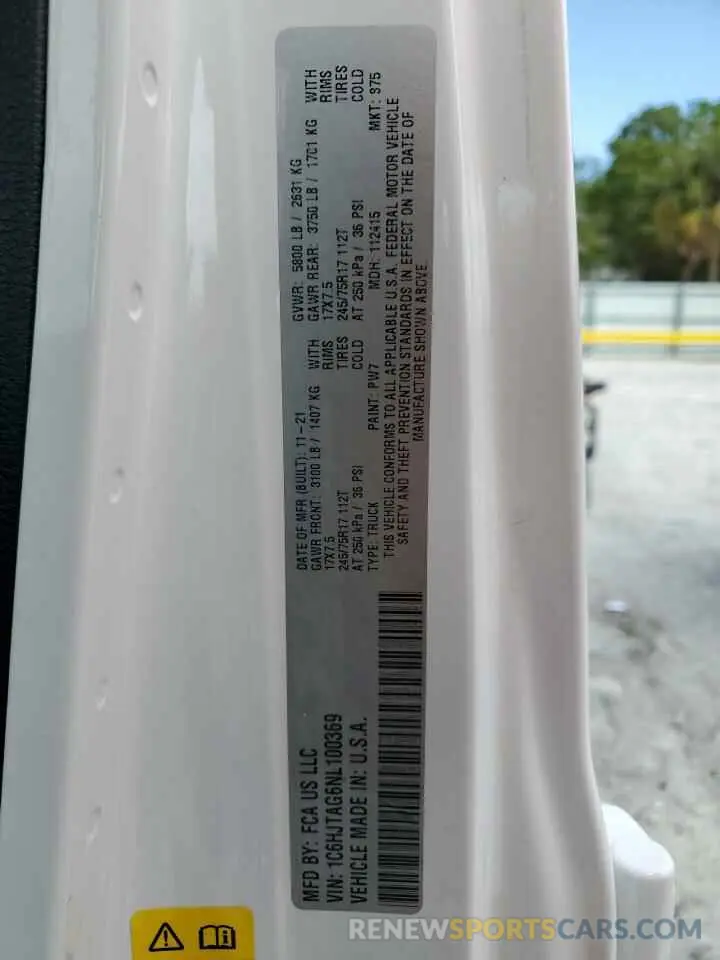 MFD BY: FCA US LLC
VIN: 1C6HJTAG6NL100369
VEHICLE MADE IN: U.S.A.
DATE OF MFR (BUILT): 11-21
GAWR FRONT: 3100 LB / 1407 KG WITH
17X7.5 RIMS
245/75R17 112T TIRES
AT 250 kPa / 36 PSI COLD
GVWR: 5800 LB / 2631 KG
GAWR REAR: 3750 LB / 1701 KG WITH
17X7.5 RIMS
245/75R17 112T TIRES
AT 250 kPa / 36 PSI COLD
TYPE: TRUCK PAINT: PW7 MDH: 112415 MKT: 375
THIS VEHICLE CONFORMS TO ALL APPLICABLE U.S.A. FEDERAL MOTOR VEHICLE
SAFETY AND THEFT PREVENTION STANDARDS IN EFFECT ON THE DATE OF
MANUFACTURE SHOWN ABOVE.
RENEWSPORTSCARS.COM